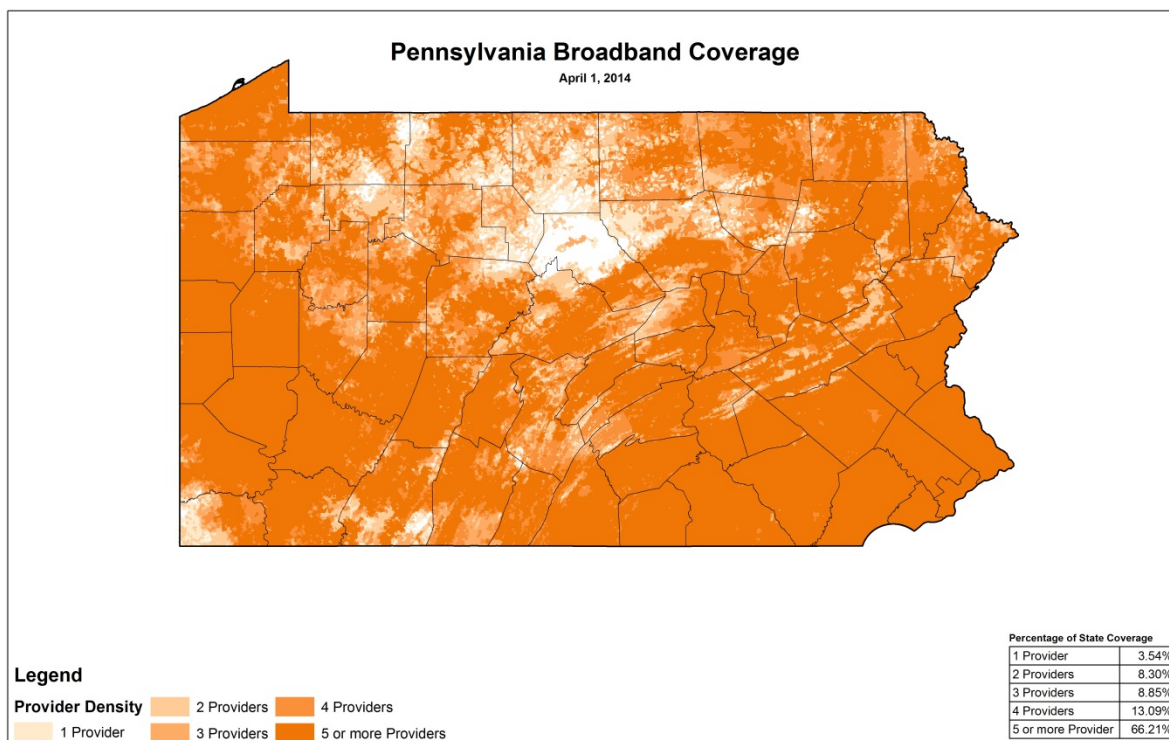 Pennsylvania Broadband Coverage
April 1, 2014
Legend
Provider Density
1 Provider
2 Providers
3 Providers
4 Providers
5 or more Providers
Percentage of State Coverage
1 Provider 3.54%
2 Providers 8.30%
3 Providers 8.85%
4 Providers 13.09%
5 or more Provider 66.21%